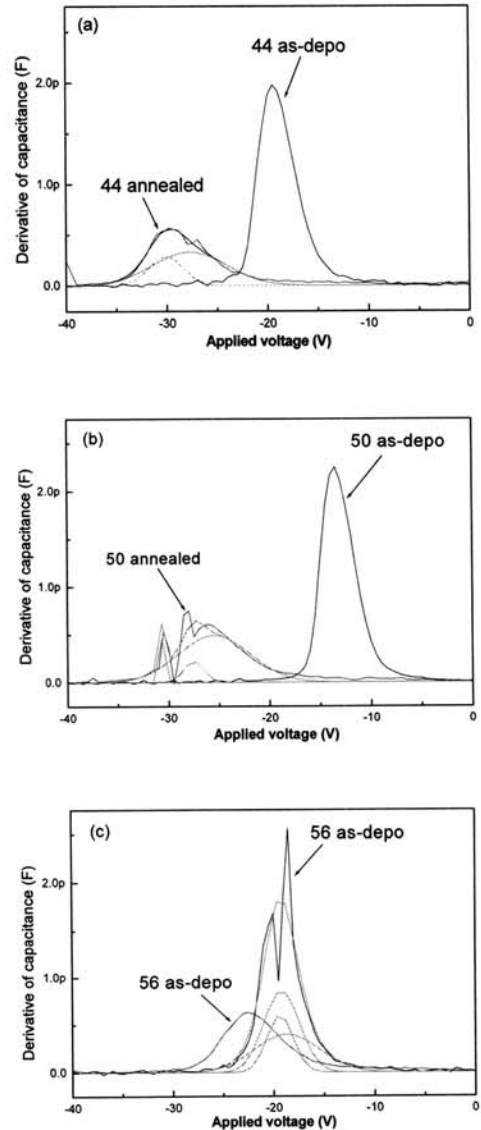 (a)
44 as-depo
44 annealed
Derivative of capacitance (F)
2.0p
1.0p
0.0
-40
-30
-20
-10
0
Applied voltage (V)
(b)
50 as-depo
50 annealed
Derivative of capacitance (F)
2.0p
1.0p
0.0
-40
-30
-20
-10
0
Applied voltage (V)
(c)
56 as-depo
56 as-depo
Derivative of capacitance (F)
2.0p
1.0p
0.0
-40
-30
-20
-10
0
Applied voltage (V)